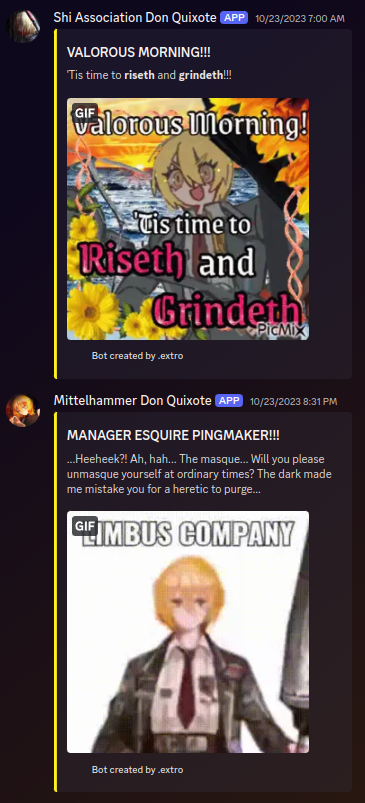 Shi Association Don Quixote APP 10/23/2023 7:00 AM
VALOROUS MORNING!!!
'Tis time to riseth and grindeth!!!
GIF
Valorous Morning!
'Tis time to
Riseth and
Grindeth
PicMix
Bot created by .extro
Mittelhammer Don Quixote APP 10/23/2023 8:31 PM
MANAGER ESQUIRE PINGMAKER!!!
...Heeheek?! Ah, hah... The masque... Will you please
unmasque yourself at ordinary times? The dark made
me mistake you for a heretic to purge...
GIF
LIMBUS COMPANY
Bot created by .extro